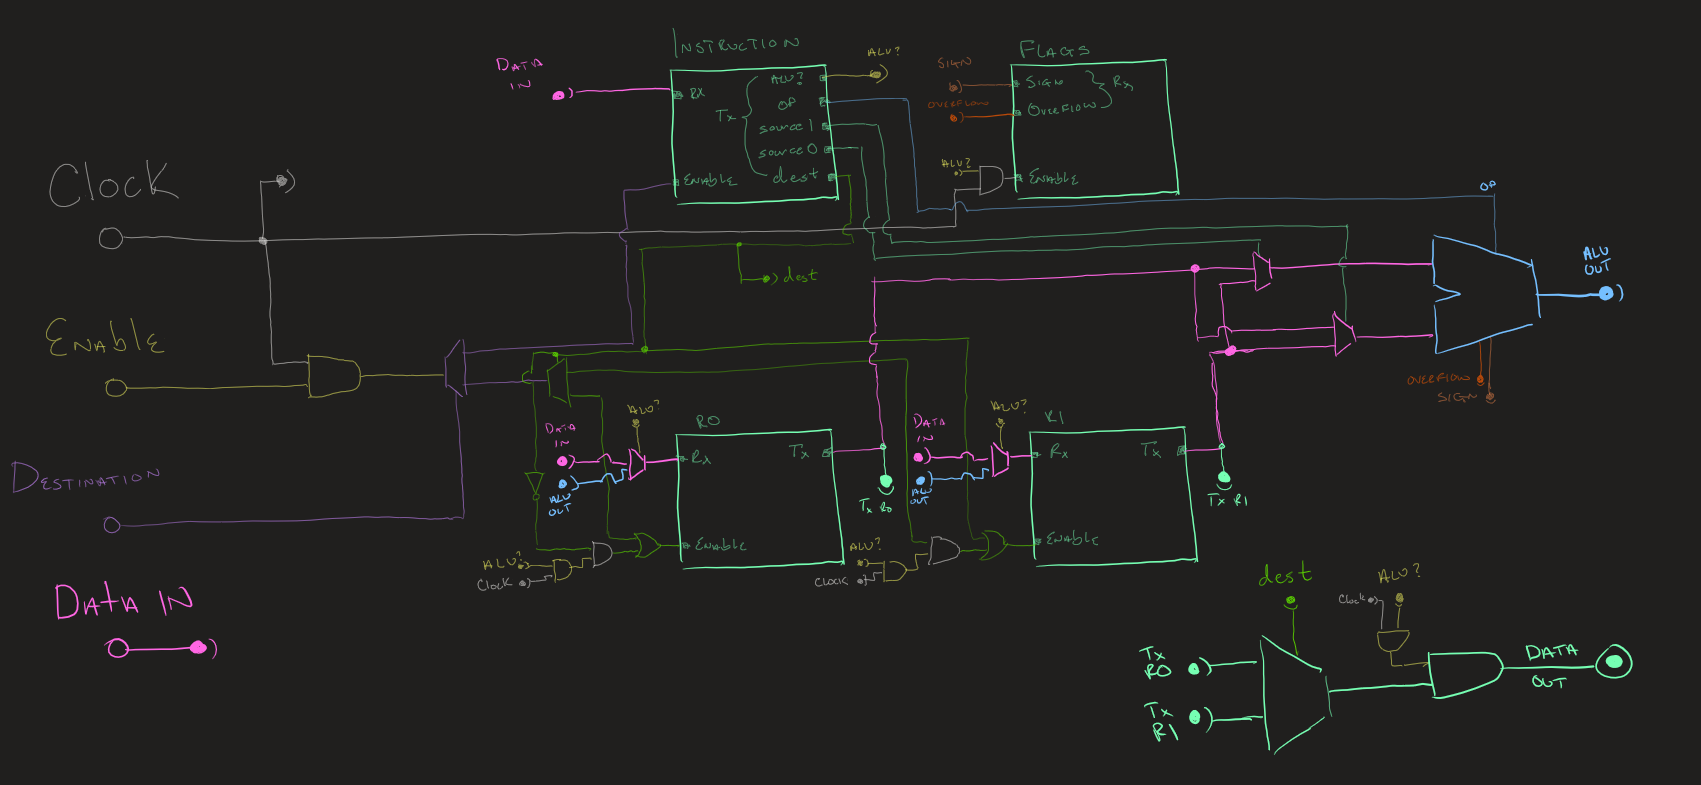 INSTRUCTION
ALU?
FLAGS
DATA
IN
RX
ALU?
OP
Tx
source 1
source 0
dest
ENABLE
SIGN
OVERFLOW
SIGN
OVERFLOW
Rx
ALU?
ENABLE
Clock
OP
ALU
OUT
dest
ENABLE
OVERFLOW
SIGN
DESTINATION
DATA
IN
ALU
OUT
ALU?
R0
Rx
Tx
ENABLE
Tx R0
ALU?
CLOCK
DATA
IN
ALU
OUT
ALU?
R1
Rx
Tx
ENABLE
Tx R1
ALU?
CLOCK
DATA IN
dest
Clock
ALU?
Tx
R0
Tx
R1
DATA
OUT